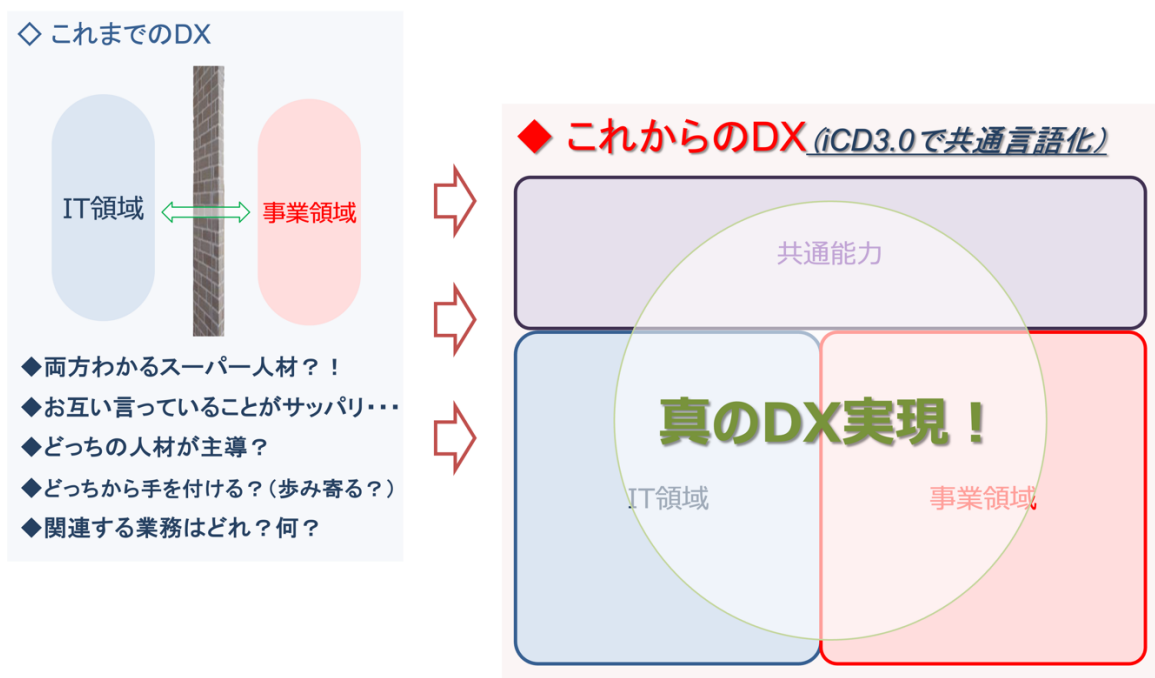 ◇ これまでのDX
IT領域
事業領域
◆両方わかるスーパー人材？！
◆お互い言っていることがサッパリ・・・
◆どっちの人材が主導？
◆どっちから手を付ける？（歩み寄る？）
◆関連する業務はどれ？何？
◆ これからのDX（iCD3.0で共通言語化）
共通能力
真のDX実現！
IT領域
事業領域